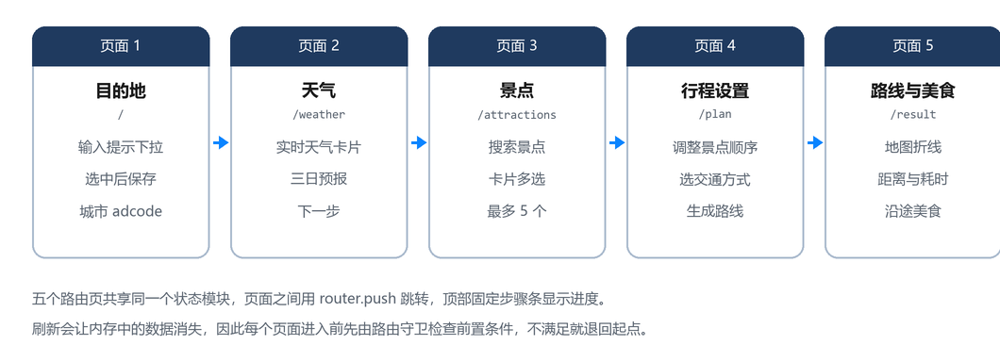 页面 1
目的地
/
输入提示下拉
选中后保存
城市 adcode
页面 2
天气
/weather
实时天气卡片
三日预报
下一步
页面 3
景点
/attractions
搜索景点
卡片多选
最多 5 个
页面 4
行程设置
/plan
调整景点顺序
选交通方式
生成路线
页面 5
路线与美食
/result
地图折线
距离与耗时
沿途美食
五个路由页共享同一个状态模块，页面之间用 router.push 跳转，顶部固定步骤条显示进度。
刷新会让内存中的数据消失，因此每个页面进入前先由路由守卫检查前置条件，不满足就退回起点。